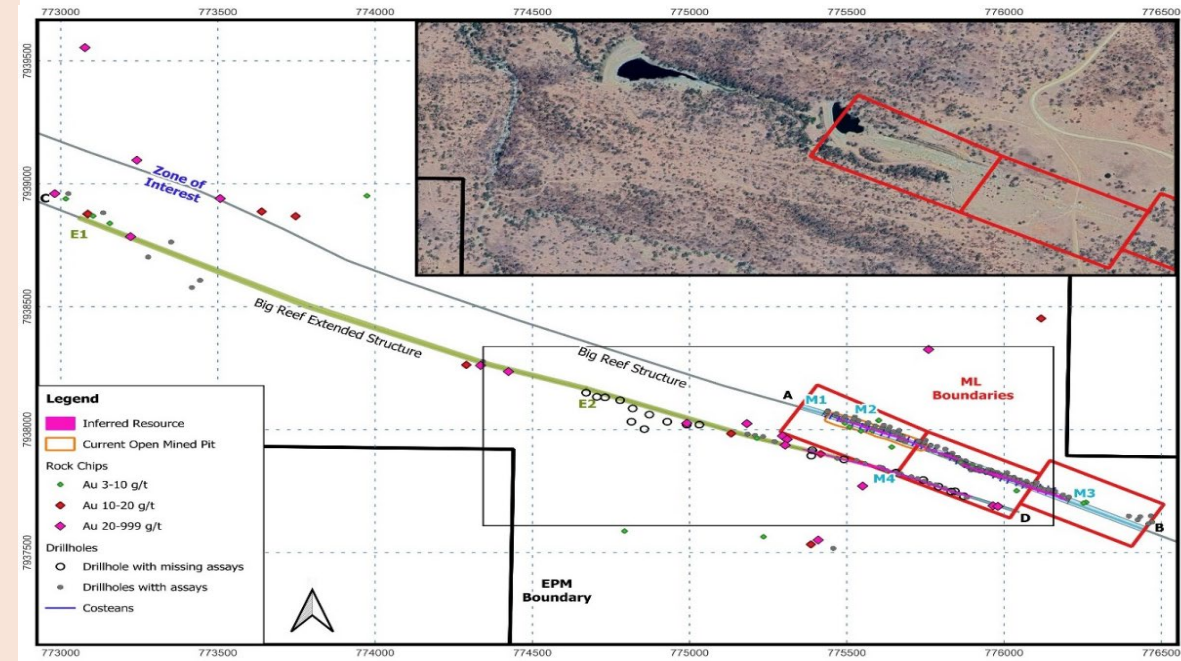 773000 773500 774000 774500 775000 775500 776000 776500
7939500
7939000
7938500
7938000
7937500
Zone of
Interest
C
E1
Big Reef Extended Structure
Big Reef Structure
E2
A
M1
M2
ML
Boundaries
M4
M3
D
B
EPM
Boundary
Legend
Inferred Resource
Current Open Mined Pit
Rock Chips
Au 3-10 g/t
Au 10-20 g/t
Au 20-999 g/t
Drillholes
Drillhole with missing assays
Drillholes witth assays
Costeans
773000 773500 774000 774500 775000 775500 776000 776500